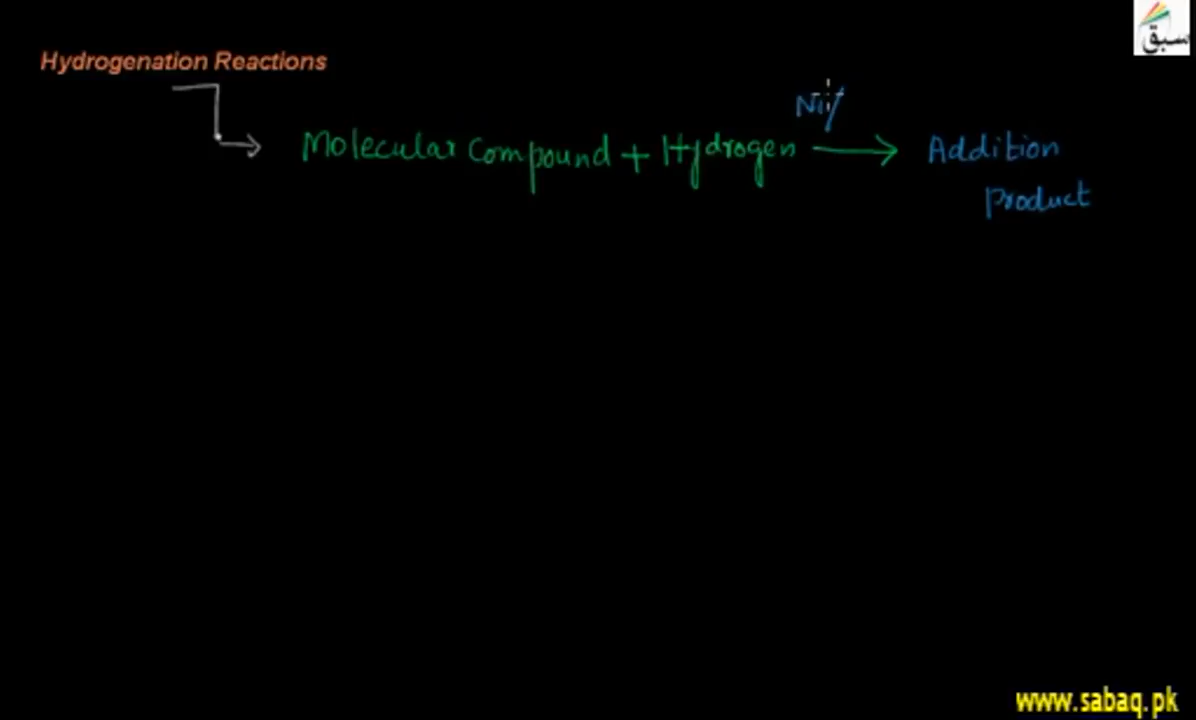 سبق
Hydrogenation Reactions
Ni/
Molecular Compound + Hydrogen → Addition
Product
www.sabaq.pk